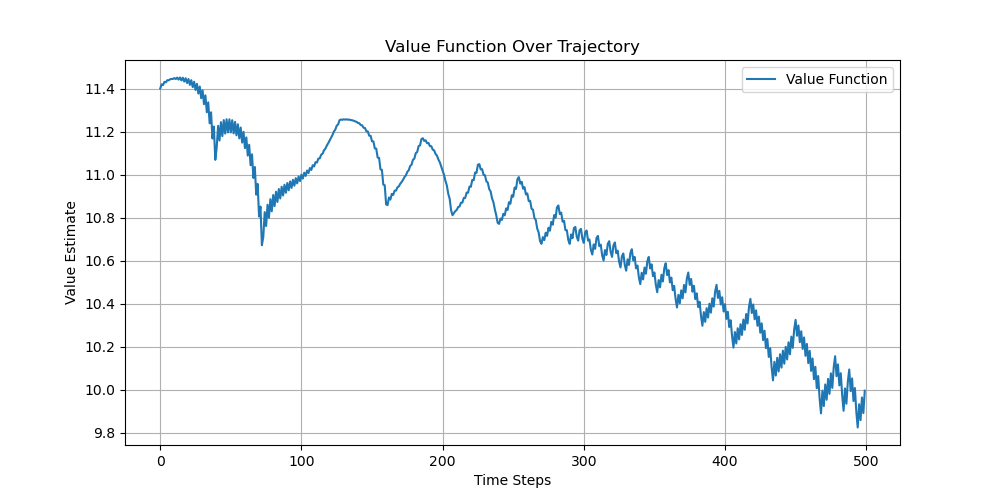 Value Function Over Trajectory
Value Function
11.4
11.2
11.0
10.8
10.6
10.4
10.2
10.0
9.8
Value Estimate
0 100 200 300 400 500
Time Steps